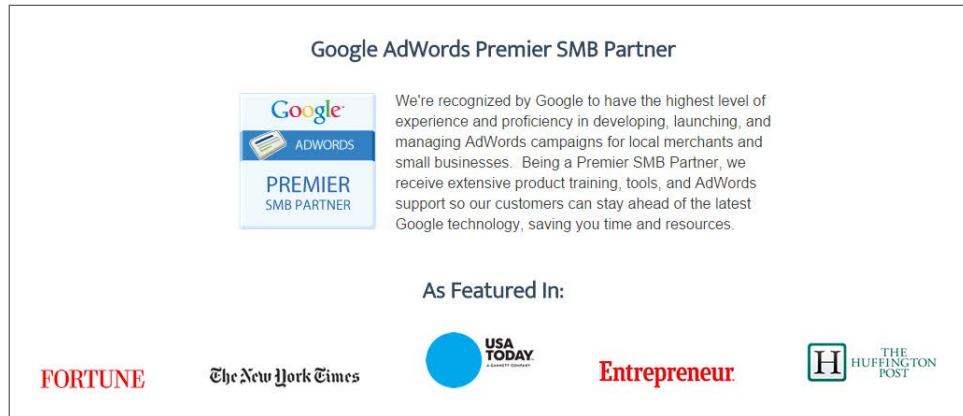 Google AdWords Premier SMB Partner
Google
ADWORDS
PREMIER
SMB PARTNER
We're recognized by Google to have the highest level of
experience and proficiency in developing, launching, and
managing AdWords campaigns for local merchants and
small businesses.  Being a Premier SMB Partner, we
receive extensive product training, tools, and AdWords
support so our customers can stay ahead of the latest
Google technology, saving you time and resources.
As Featured In:
FORTUNE
The New York Times
USA
TODAY
A GANNETT COMPANY
Entrepreneur
H
THE
HUFFINGTON
POST